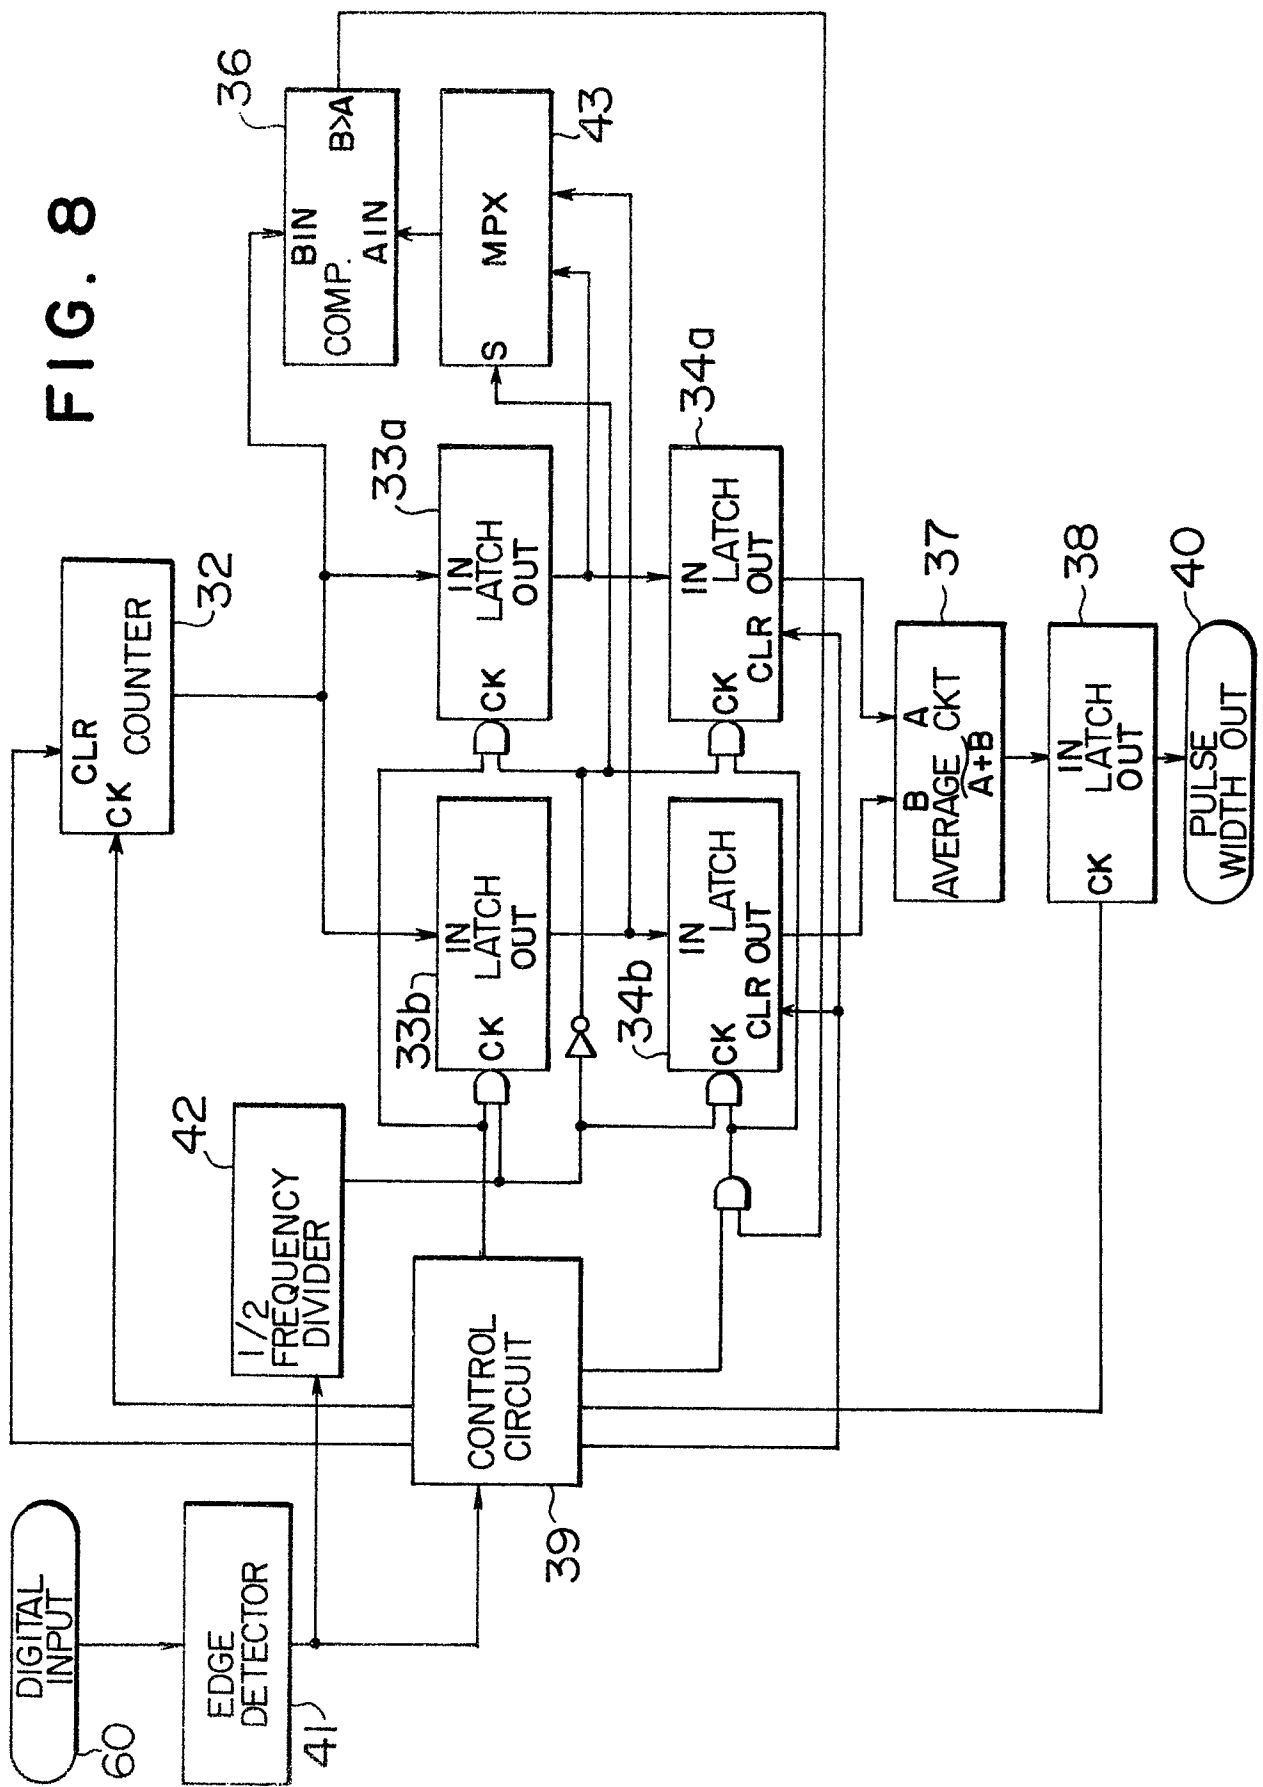 FIG. 8
DIGITAL
INPUT
60
EDGE
DETECTOR
41
1/2
FREQUENCY
DIVIDER
42
CONTROL
CIRCUIT
39
CLR
CK
COUNTER
32
BIN
COMP.
AIN
B>A
36
S
MPX
43
IN
LATCH
OUT
CK
33b
IN
LATCH
OUT
CK
33a
IN
LATCH
CK
CLR OUT
34b
IN
LATCH
CK
CLR OUT
34a
B A
AVERAGE CKT
A+B
37
IN
LATCH
OUT
CK
38
PULSE
WIDTH OUT
40